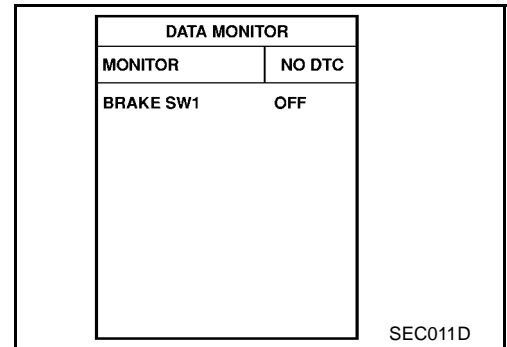 DATA MONITOR
MONITOR NO DTC
BRAKE SW1 OFF
SEC011D